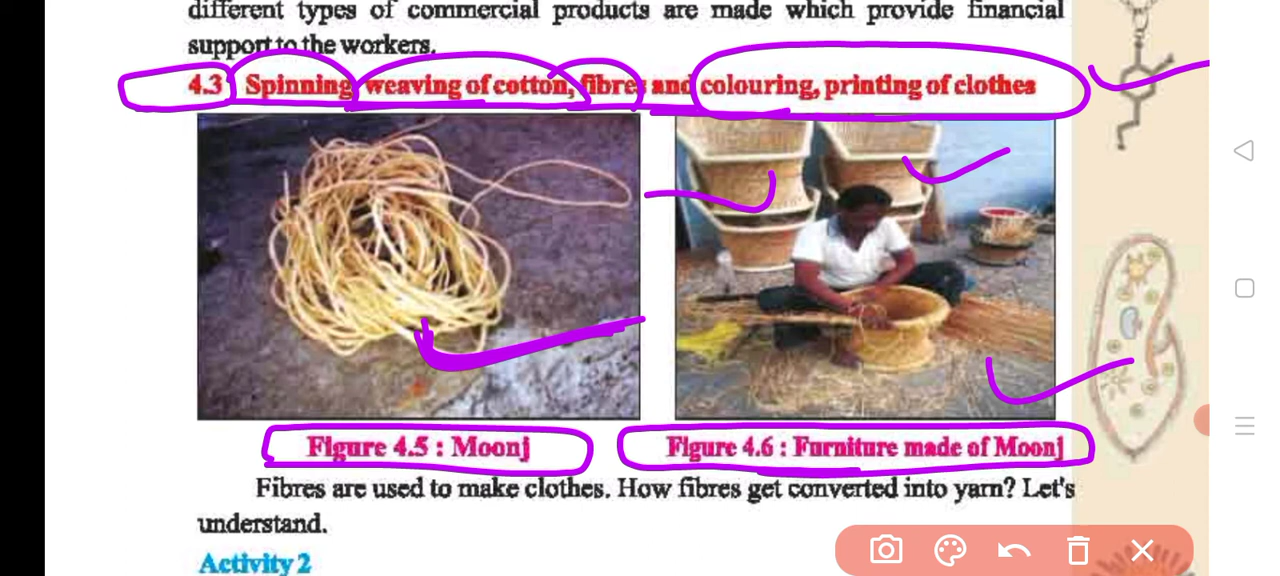 different types of commercial products are made which provide financial
support to the workers.
4.3 Spinning, weaving of cotton, fibres and colouring, printing of clothes
Figure 4.5 : Moonj
Figure 4.6 : Furniture made of Moonj
Fibres are used to make clothes. How fibres get converted into yarn? Let's
understand.
Activity 2